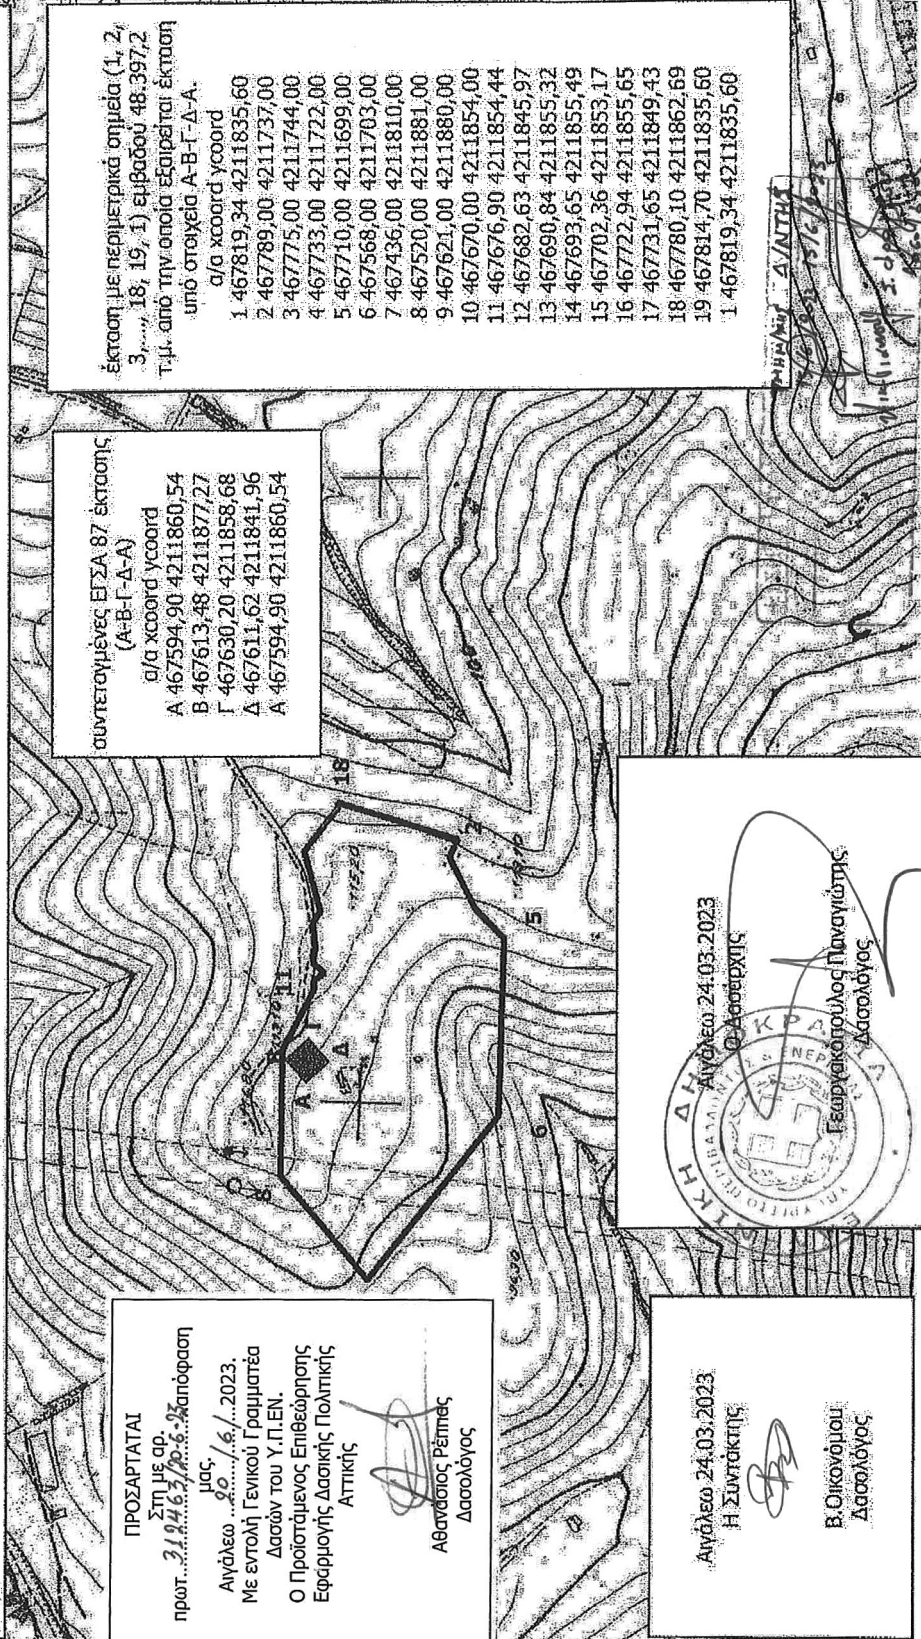 ΠΡΟΣΑΡΤΑΤΑΙ
Στη με αρ.
πρωτ...319463/20-6-23 απόφαση
μας.
Αιγάλεω ..20..../6/...2023.
Με εντολή Γενικού Γραμματέα
Δασών του Υ.Π.ΕΝ.
Ο Προϊστάμενος Επιθεώρησης
Εφαρμογής Δασικής Πολιτικής
Αττικής
Αθανάσιος Ρέππας
Δασολόγος
Αιγάλεω 24.03.2023
Η Συντάκτης
Β.Οικονόμου
Δασολόγος
Αιγάλεω 24.03.2023
Ο Δασάρχης
Γεωργακόπουλος Παναγιώτης
Δασολόγος
συντεταγμένες ΕΓΣΑ 87 έκτασης
(Α-Β-Γ-Δ-Α)
α/α xcoord ycoord
Α 467594,90 4211860,54
Β 467613,48 4211877,27
Γ 467630,20 4211858,68
Δ 467611,62 4211841,96
Α 467594,90 4211860,54
έκταση με περιμετρικά σημεία (1, 2,
3,...., 18, 19, 1) εμβαδού 48.397,2
τ.μ. από την οποία εξαιρείται έκταση
υπό στοιχεία Α-Β-Γ-Δ-Α.
α/α xcoord ycoord
1 467819,34 4211835,60
2 467789,00 4211737,00
3 467775,00 4211744,00
4 467733,00 4211722,00
5 467710,00 4211699,00
6 467568,00 4211703,00
7 467436,00 4211810,00
8 467520,00 4211881,00
9 467621,00 4211880,00
10 467670,00 4211854,00
11 467676,90 4211854,44
12 467682,63 4211845,97
13 467690,84 4211855,32
14 467693,65 4211855,49
15 467702,36 4211853,17
16 467722,94 4211855,65
17 467731,65 4211849,43
18 467780,10 4211862,69
19 467814,70 4211835,60
1 467819,34 4211835,60
8
Α
Δ
Γ
11
18
2
5
6